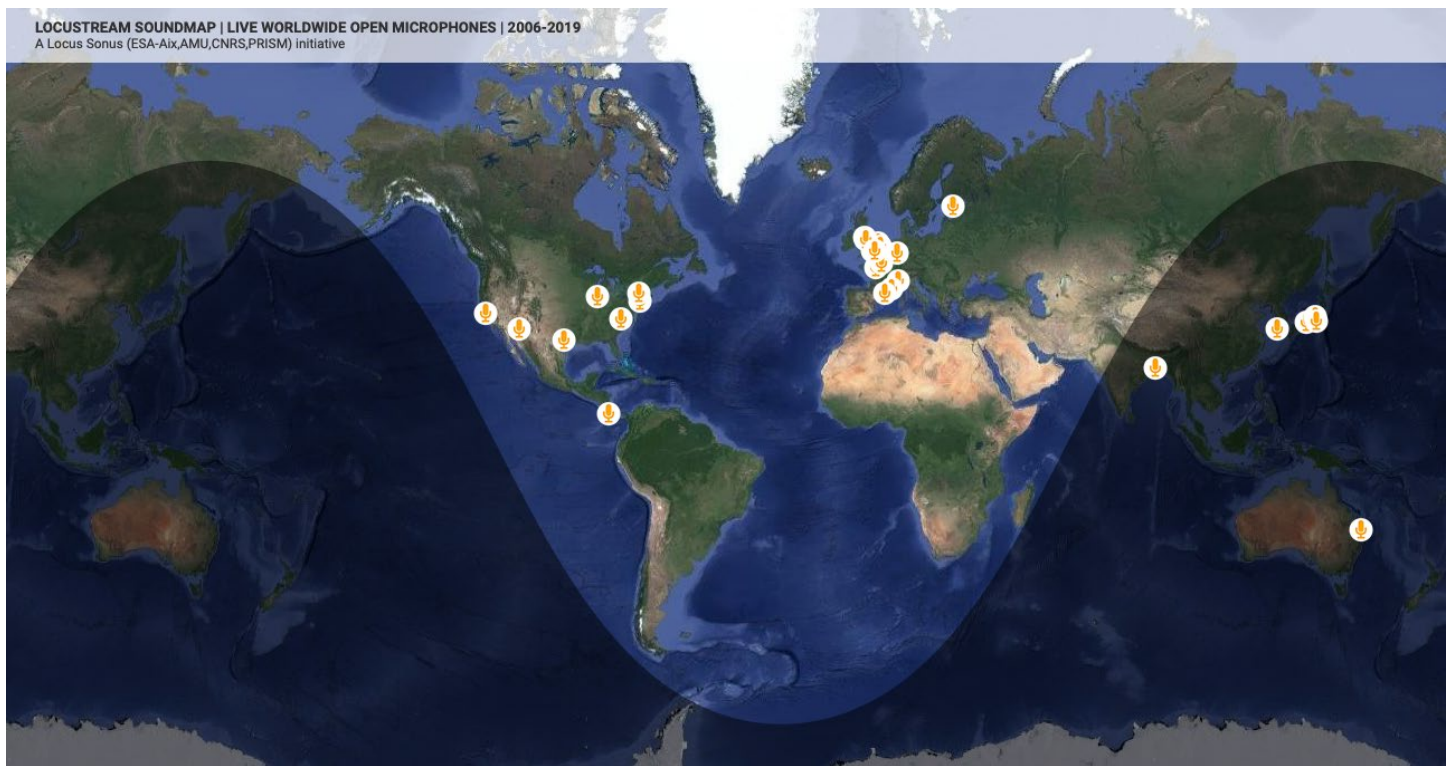 LOCUSTREAM SOUNDMAP | LIVE WORLDWIDE OPEN MICROPHONES | 2006-2019
A Locus Sonus (ESA-Aix,AMU,CNRS,PRISM) initiative